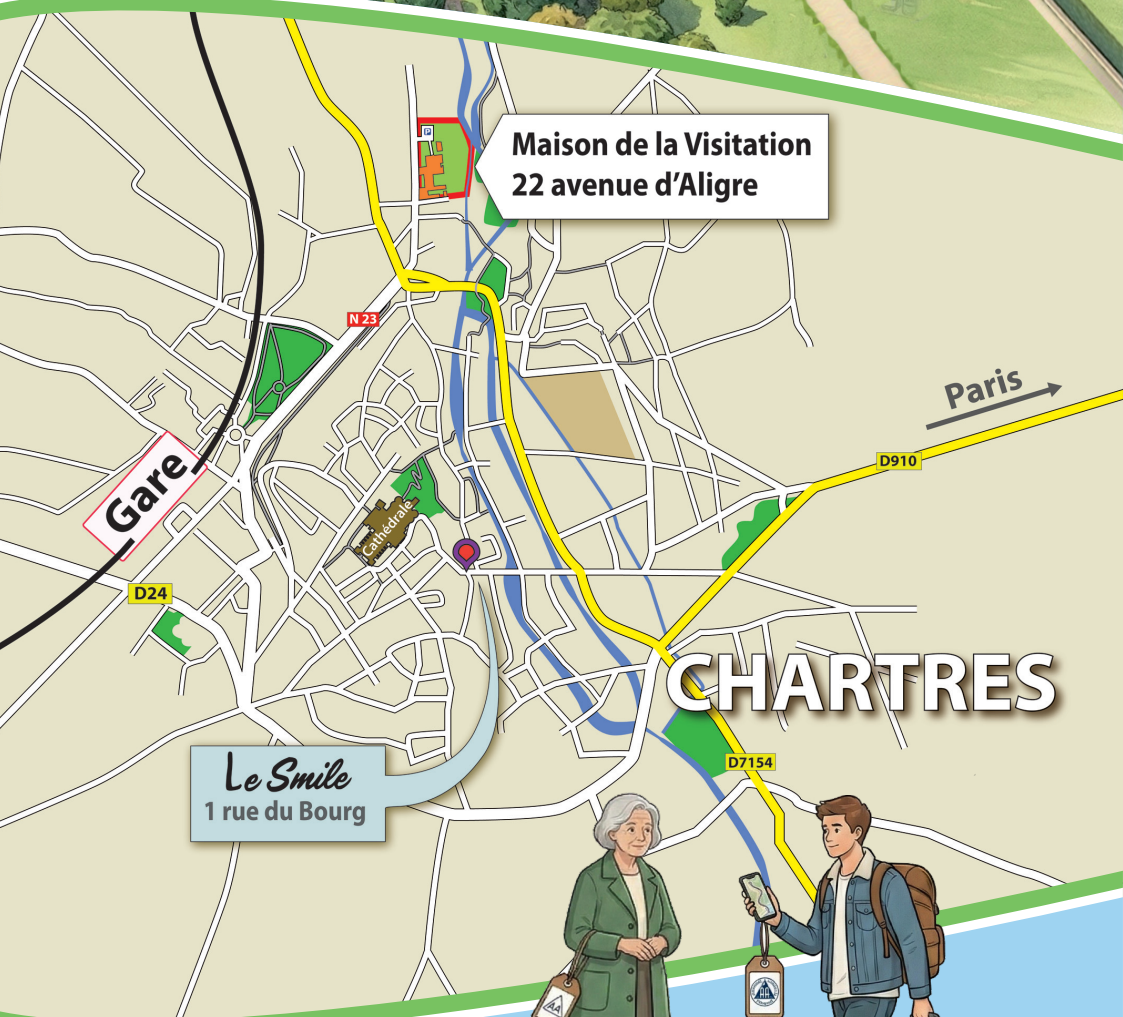 P
Maison de la Visitation
22 avenue d'Aligre
N 23
Paris
D910
Gare
Cathédrale
D24
CHARTRES
Le Smile
1 rue du Bourg
D7154
AA